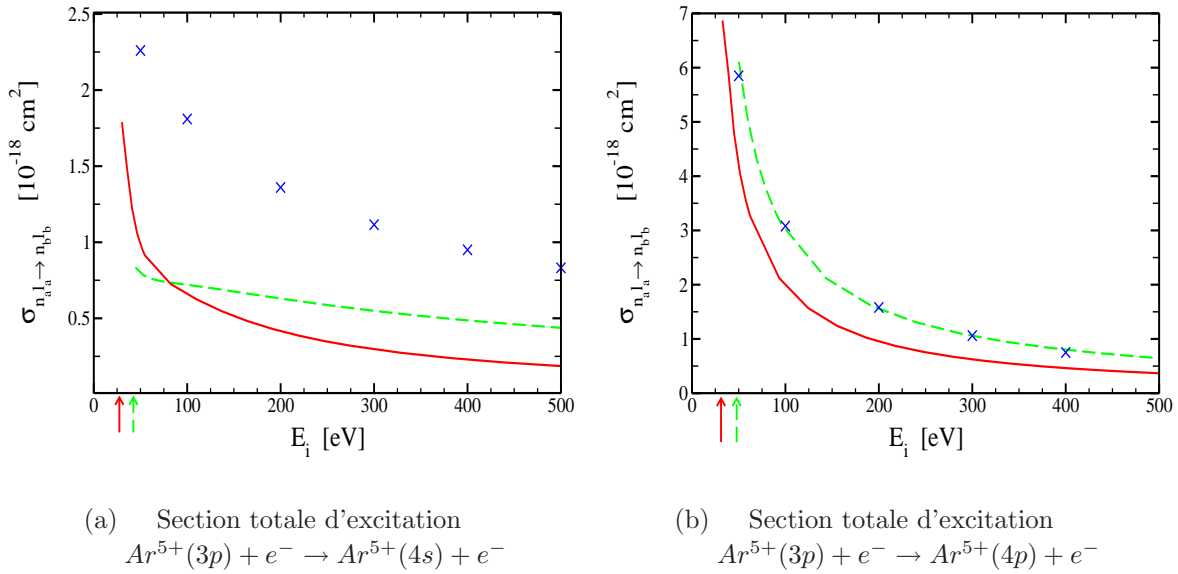 2.5
2
1.5
1
0.5
0 100 200 300 400 500
E_i [eV]
σ_{n_a l_a → n_b l_b} [10^{-18} cm^2]
7
6
5
4
3
2
1
0
0 100 200 300 400 500
E_i [eV]
σ_{n_a l_a → n_b l_b} [10^{-18} cm^2]
(a) Section totale d'excitation
Ar^{5+}(3p) + e^- → Ar^{5+}(4s) + e^-
(b) Section totale d'excitation
Ar^{5+}(3p) + e^- → Ar^{5+}(4p) + e^-